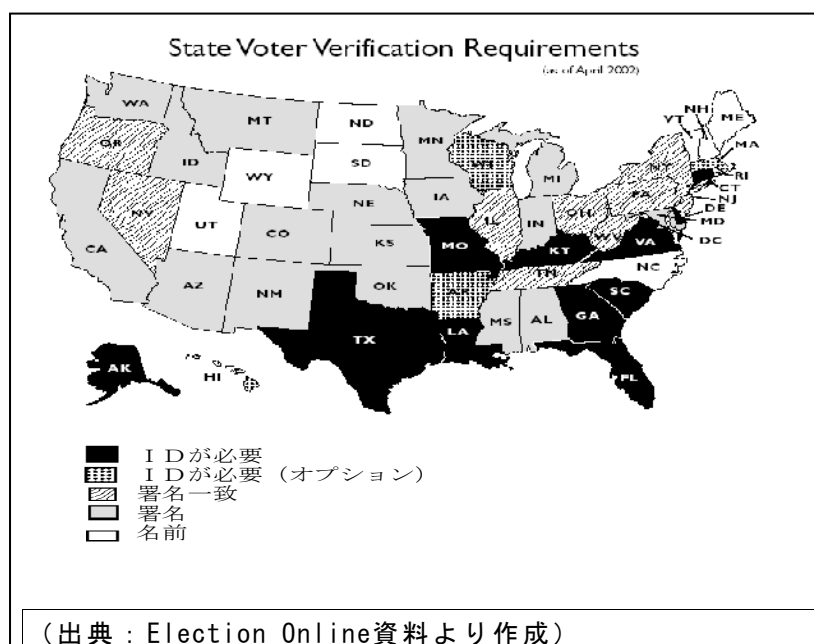 State Voter Verification Requirements
(as of April 2002)
WA
MT
ND
MN
OR
ID
SD
WI
MI
WY
NV
UT
CO
NE
IA
CA
KS
MO
IL
IN
OH
PA
NY
VT
NH
ME
MA
RI
CT
NJ
DE
MD
DC
WV
VA
KT
NC
TN
SC
AZ
NM
OK
AR
MS
AL
GA
TX
LA
FL
AK
HI
IDが必要
IDが必要(オプション)
署名一致
署名
名前
(出典:Election Online資料より作成)